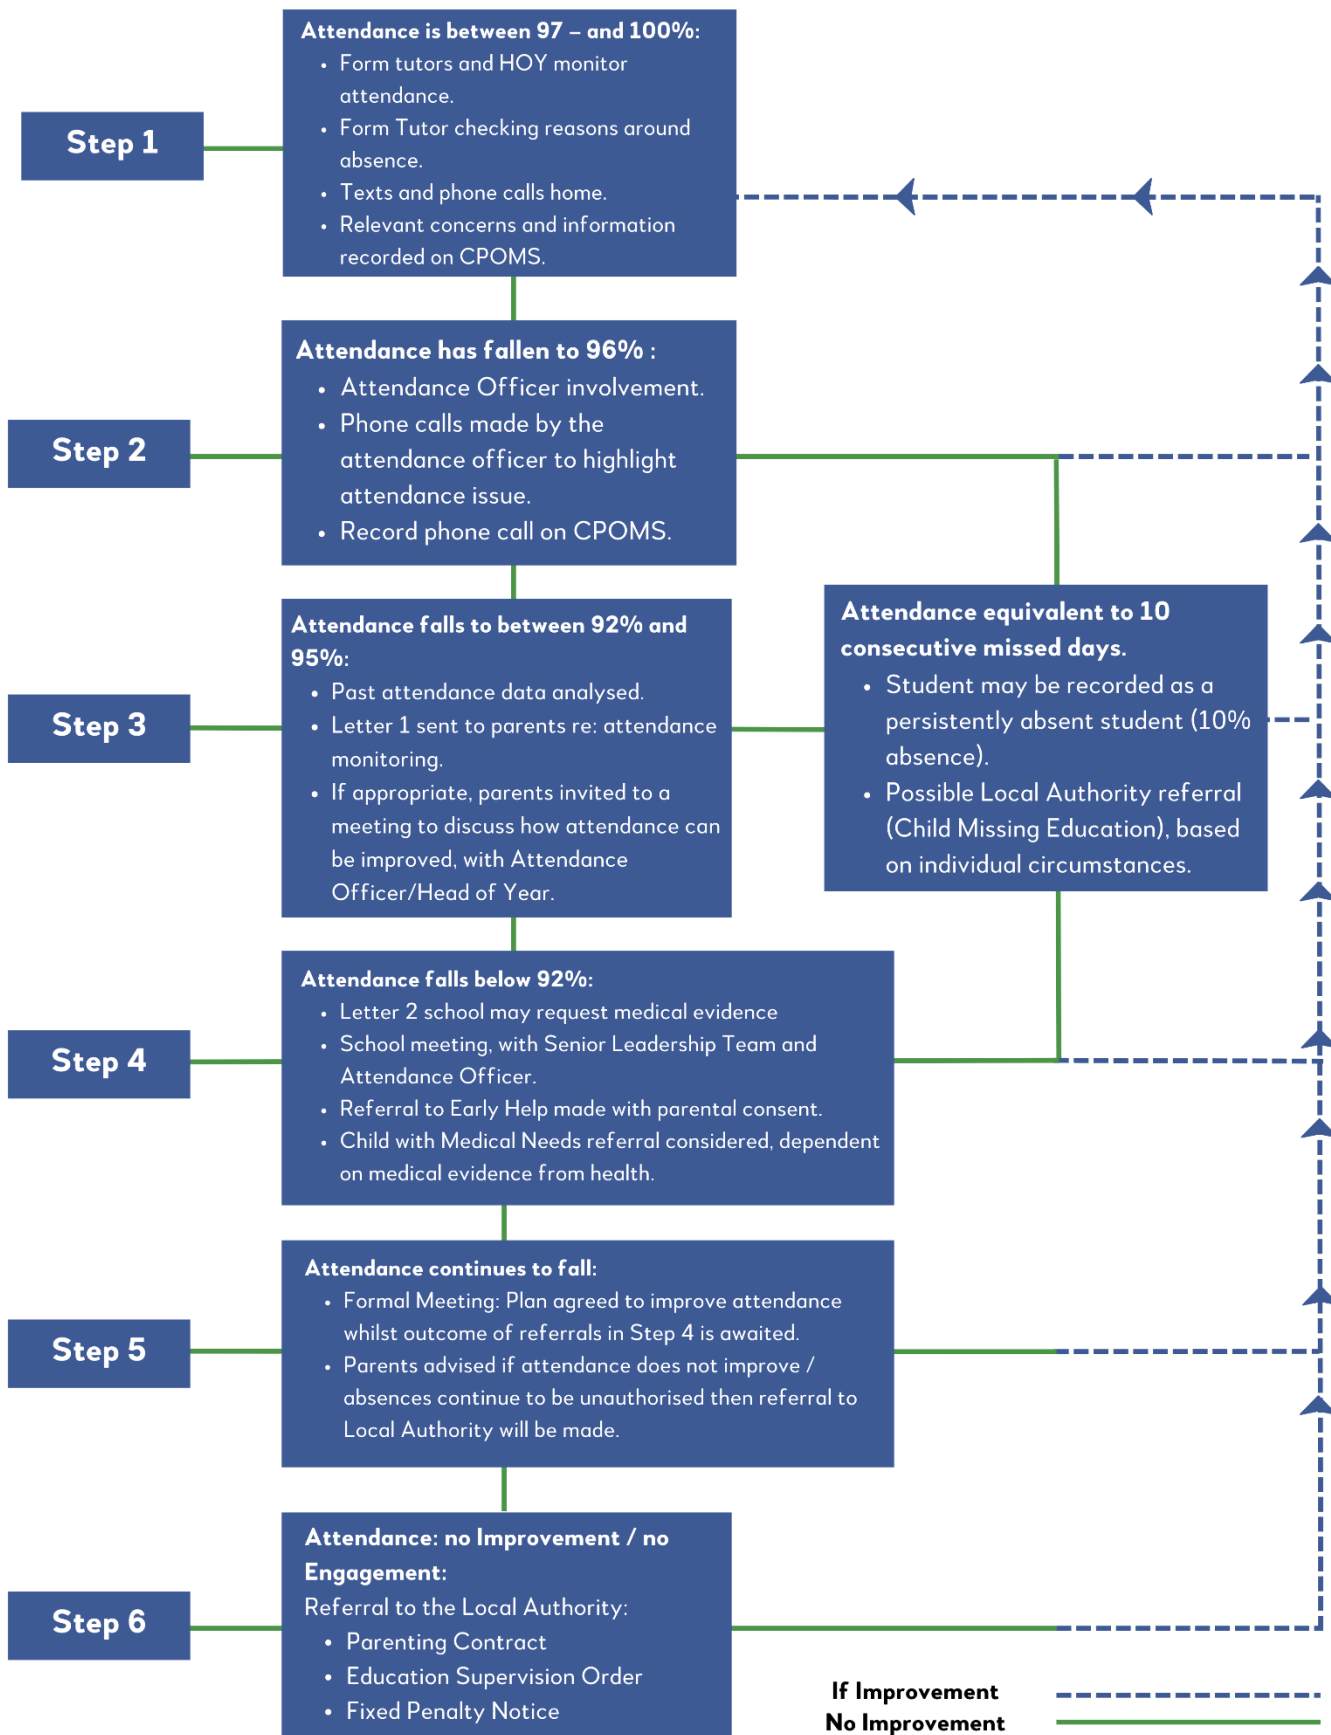 Step 1
Attendance is between 97 – and 100%:
• Form tutors and HOY monitor
attendance.
• Form Tutor checking reasons around
absence.
• Texts and phone calls home.
• Relevant concerns and information
recorded on CPOMS.
Step 2
Attendance has fallen to 96% :
• Attendance Officer involvement.
• Phone calls made by the
attendance officer to highlight
attendance issue.
• Record phone call on CPOMS.
Step 3
Attendance falls to between 92% and
95%:
• Past attendance data analysed.
• Letter 1 sent to parents re: attendance
monitoring.
• If appropriate, parents invited to a
meeting to discuss how attendance can
be improved, with Attendance
Officer/Head of Year.
Attendance equivalent to 10
consecutive missed days.
• Student may be recorded as a
persistently absent student (10%
absence).
• Possible Local Authority referral
(Child Missing Education), based
on individual circumstances.
Step 4
Attendance falls below 92%:
• Letter 2 school may request medical evidence
• School meeting, with Senior Leadership Team and
Attendance Officer.
• Referral to Early Help made with parental consent.
• Child with Medical Needs referral considered, dependent
on medical evidence from health.
Step 5
Attendance continues to fall:
• Formal Meeting: Plan agreed to improve attendance
whilst outcome of referrals in Step 4 is awaited.
• Parents advised if attendance does not improve /
absences continue to be unauthorised then referral to
Local Authority will be made.
Step 6
Attendance: no Improvement / no
Engagement:
Referral to the Local Authority:
• Parenting Contract
• Education Supervision Order
• Fixed Penalty Notice
If Improvement
No Improvement